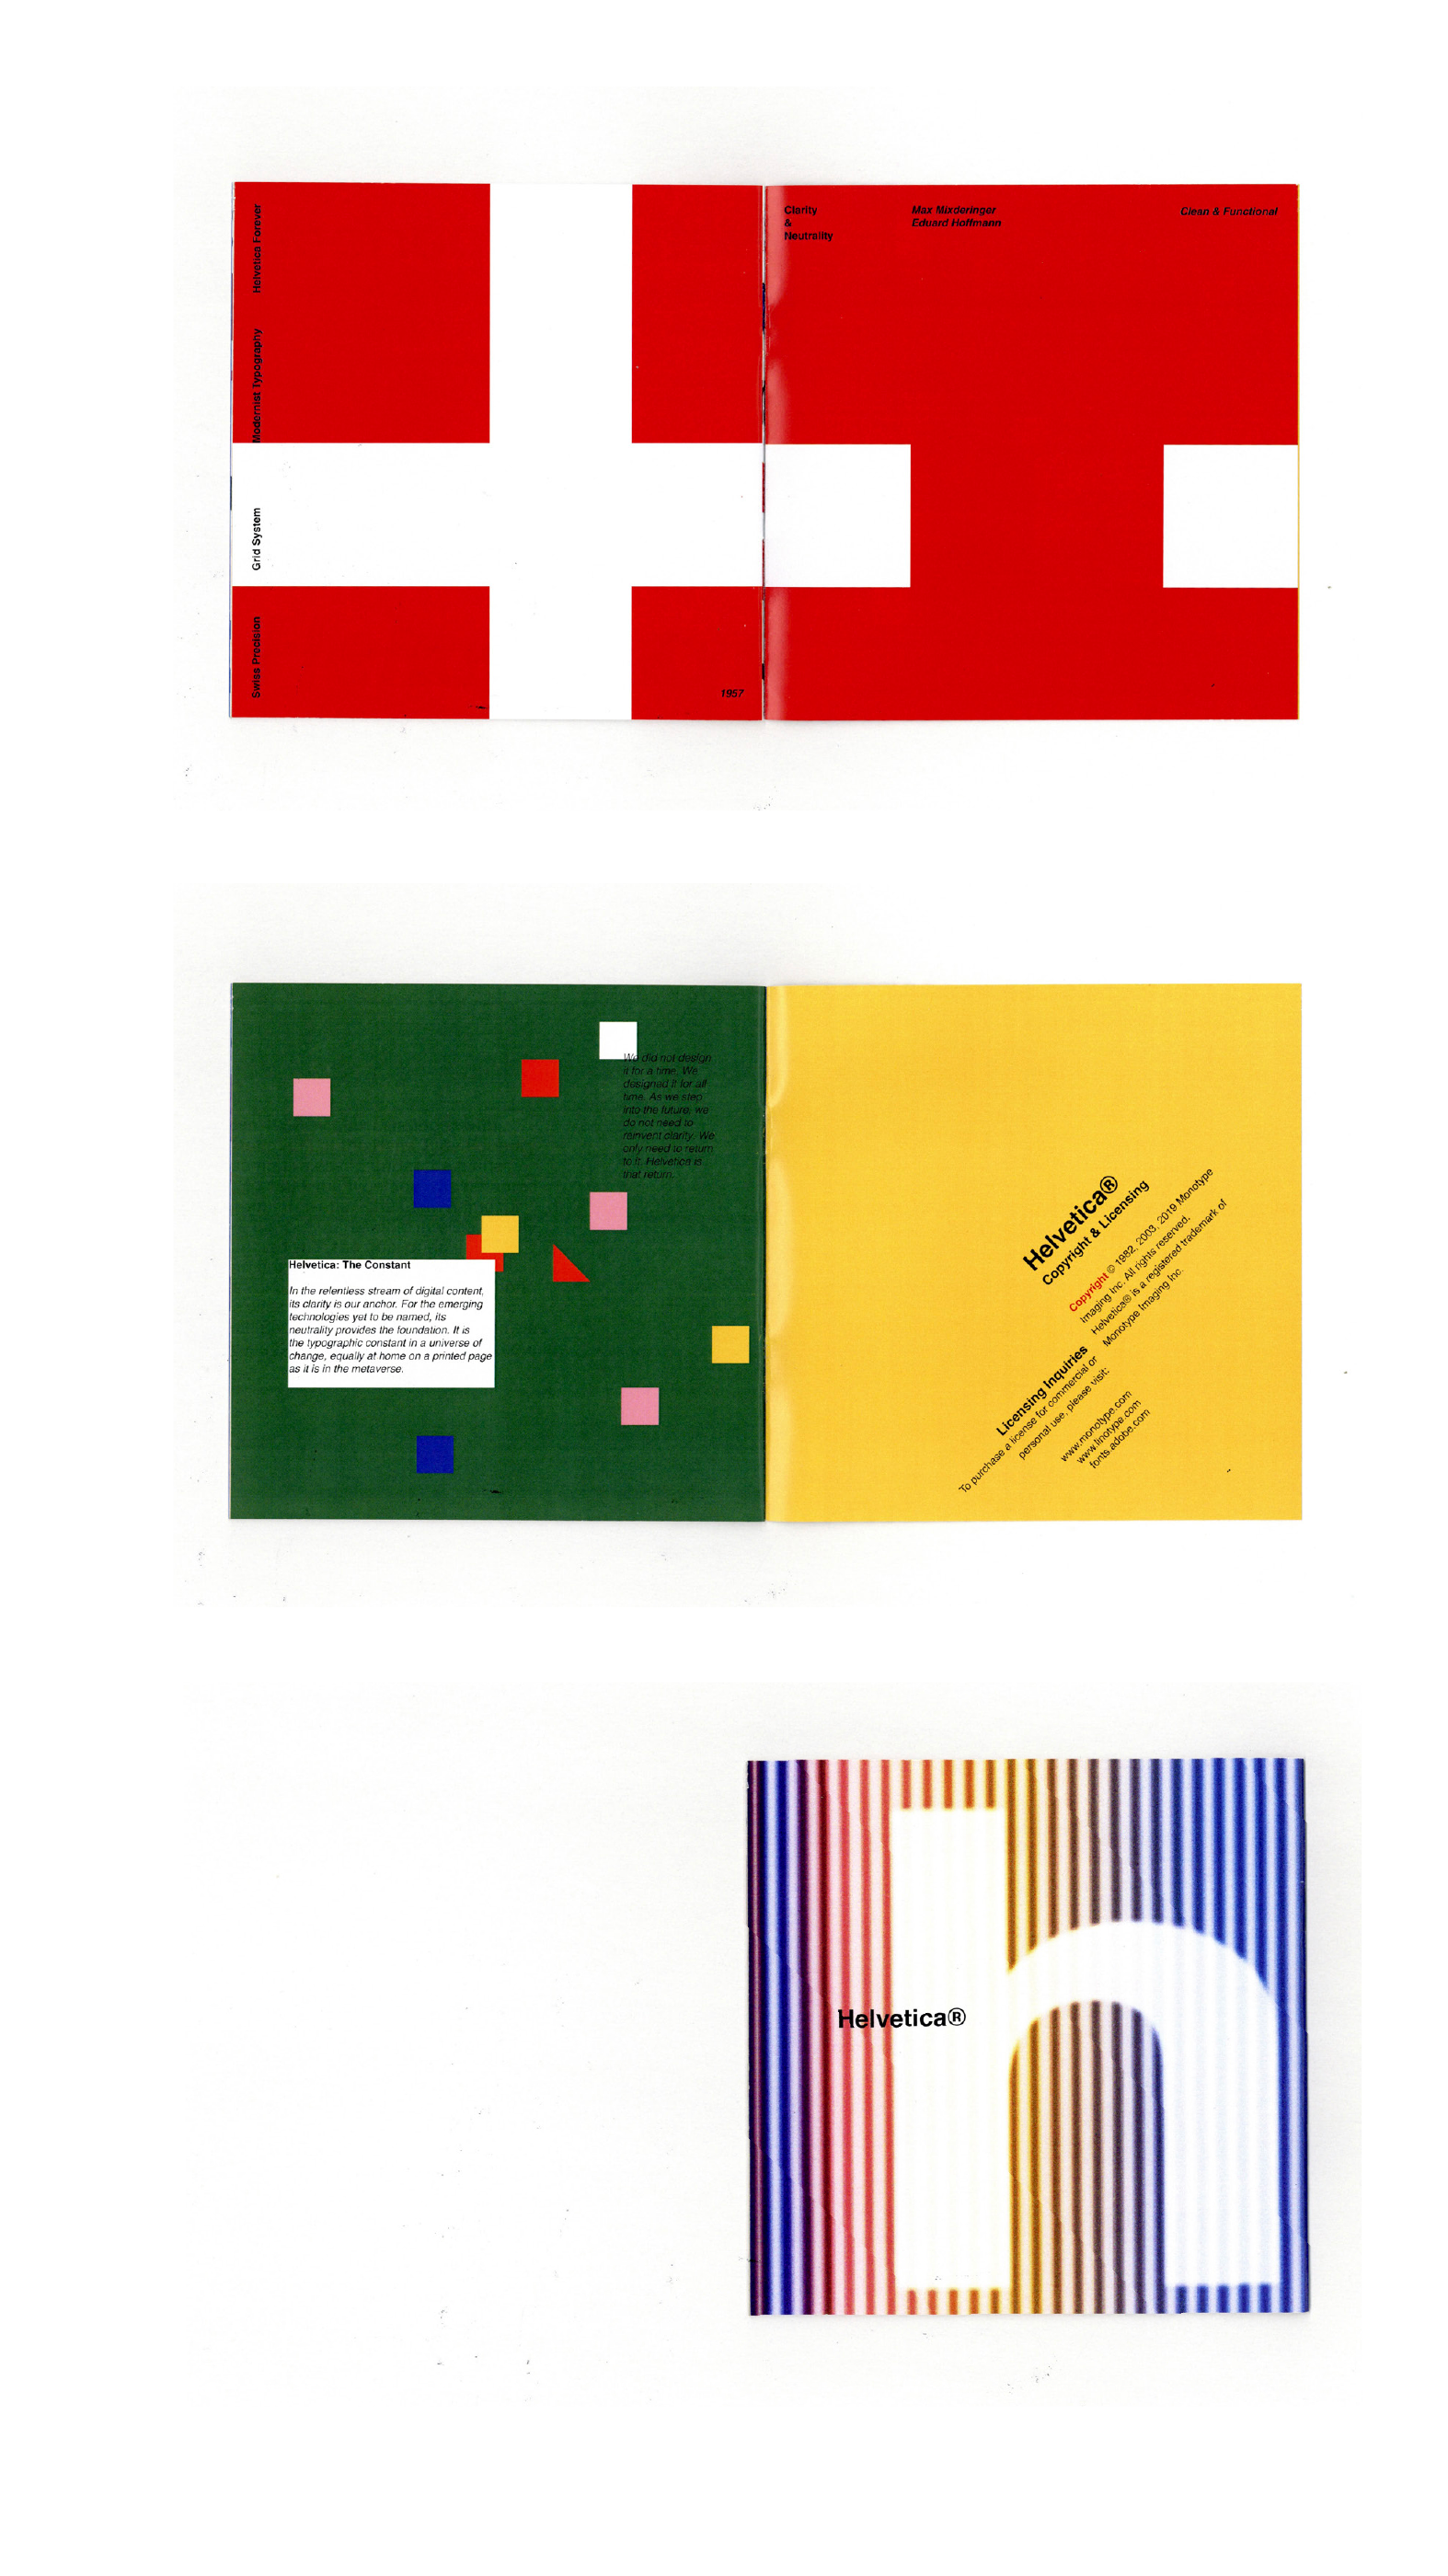 Helvetica Forever
Modernist Typography
Grid System
Swiss Precision
1957
Clarity
&
Neutrality
Max Mixderinger
Eduard Hoffmann
Clean & Functional
We did not design
it for a time. We
designed it for all
time. As we step
into the future, we
do not need to
reinvent clarity. We
only need to return
to it. Helvetica is
that return.
Helvetica: The Constant
In the relentless stream of digital content,
its clarity is our anchor. For the emerging
technologies yet to be named, its
neutrality provides the foundation. It is
the typographic constant in a universe of
change, equally at home on a printed page
as it is in the metaverse.
Helvetica®
Copyright & Licensing
Copyright © 1982, 2003, 2019 Monotype
Imaging Inc. All rights reserved.
Helvetica® is a registered trademark of
Monotype Imaging Inc.
Licensing Inquiries
To purchase a license for commercial or
personal use, please visit:
www.monotype.com
www.linotype.com
fonts.adobe.com
h
Helvetica®